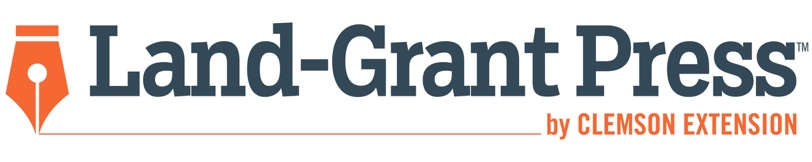 Land-Grant Press™
by CLEMSON EXTENSION